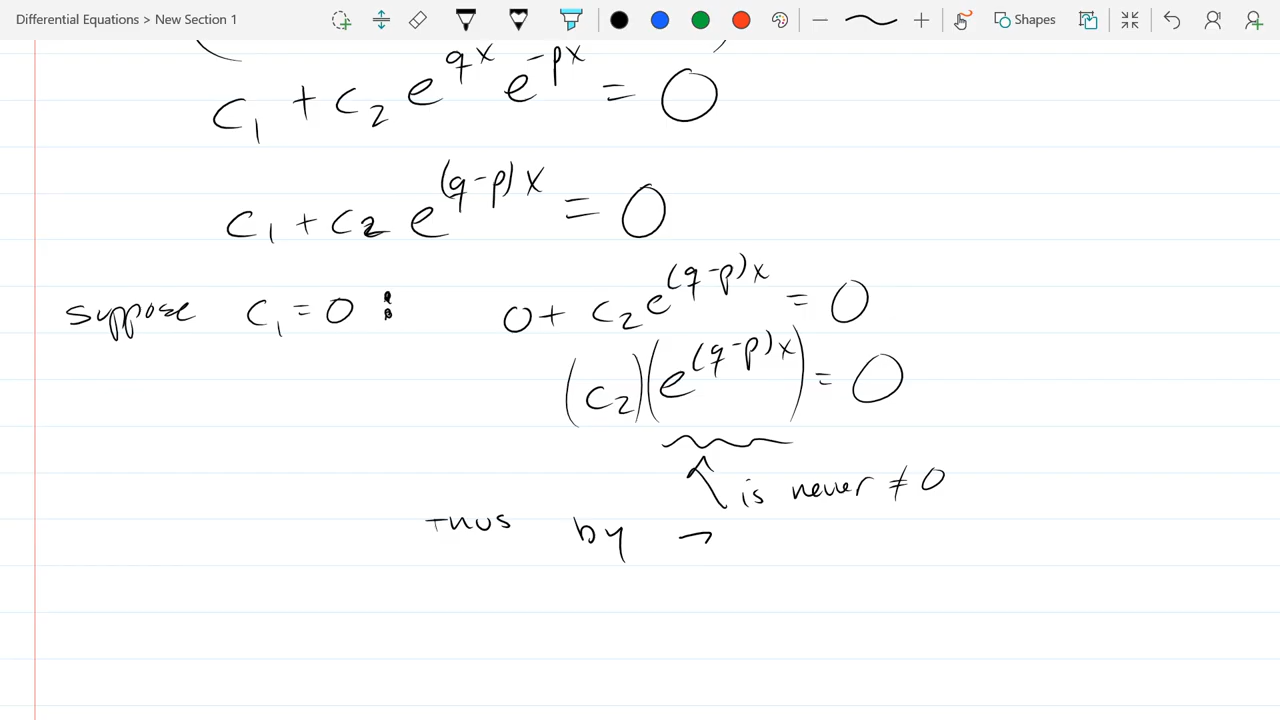 Differential Equations > New Section 1
Shapes
c₁ + c₂ e^{qx} e^{-px} = 0
c₁ + c₂ e^{(q-p)x} = 0
suppose c₁ = 0 : 0 + c₂ e^{(q-p)x} = 0
(c₂)(e^{(q-p)x}) = 0
is never ≠ 0
Thus by